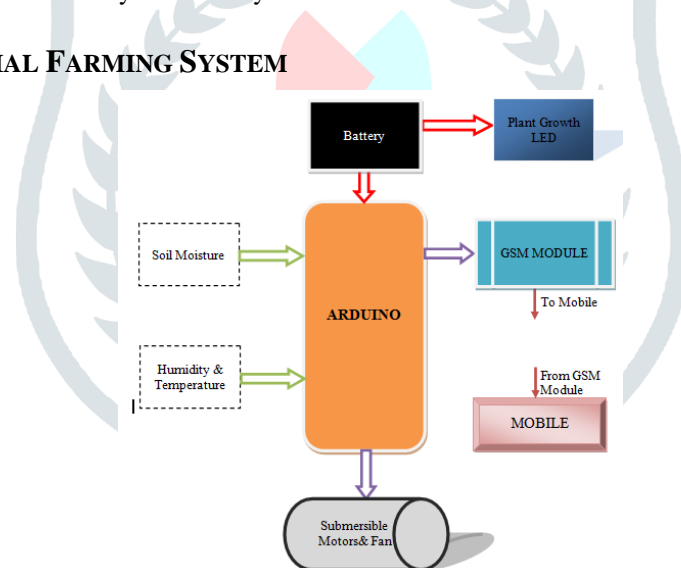 FARMING SYSTEM
Battery
Plant Growth
LED
Soil Moisture
GSM MODULE
To Mobile
ARDUINO
Humidity &
Temperature
From GSM
Module
MOBILE
Submersible
Motors& Fan